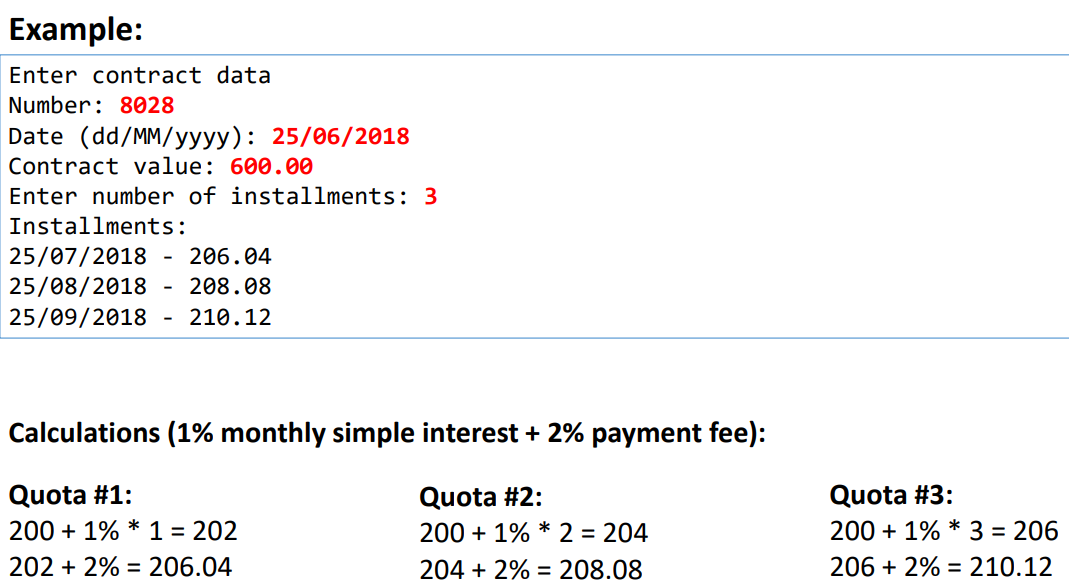 Example:
Enter contract data
Number: 8028
Date (dd/MM/yyyy): 25/06/2018
Contract value: 600.00
Enter number of installments: 3
Installments:
25/07/2018 - 206.04
25/08/2018 - 208.08
25/09/2018 - 210.12
Calculations (1% monthly simple interest + 2% payment fee):
Quota #1:
200 + 1% * 1 = 202
202 + 2% = 206.04
Quota #2:
200 + 1% * 2 = 204
204 + 2% = 208.08
Quota #3:
200 + 1% * 3 = 206
206 + 2% = 210.12